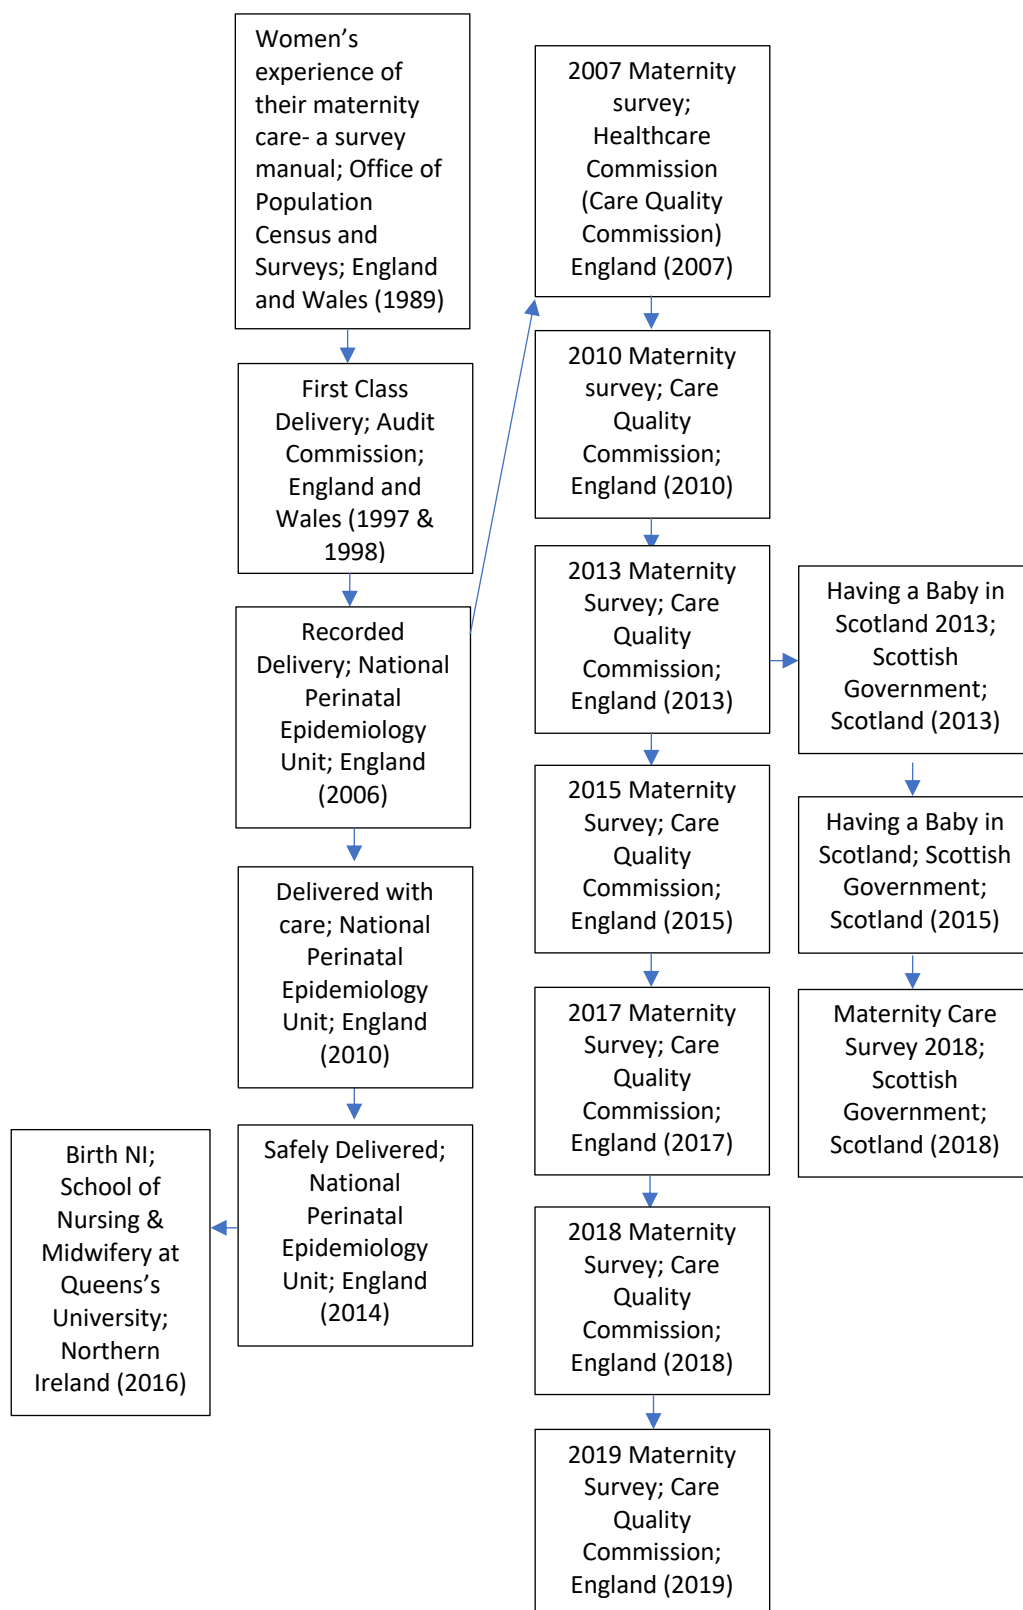 Women’s
experience of
their maternity
care- a survey
manual; Office of
Population
Census and
Surveys; England
and Wales (1989)
First Class
Delivery; Audit
Commission;
England and
Wales (1997 &
1998)
Recorded
Delivery; National
Perinatal
Epidemiology
Unit; England
(2006)
Delivered with
care; National
Perinatal
Epidemiology
Unit; England
(2010)
Safely Delivered;
National
Perinatal
Epidemiology
Unit; England
(2014)
Birth NI;
School of
Nursing &
Midwifery at
Queens’s
University;
Northern
Ireland (2016)
2007 Maternity
survey;
Healthcare
Commission
(Care Quality
Commission)
England (2007)
2010 Maternity
survey; Care
Quality
Commission;
England (2010)
2013 Maternity
Survey; Care
Quality
Commission;
England (2013)
2015 Maternity
Survey; Care
Quality
Commission;
England (2015)
2017 Maternity
Survey; Care
Quality
Commission;
England (2017)
2018 Maternity
Survey; Care
Quality
Commission;
England (2018)
2019 Maternity
Survey; Care
Quality
Commission;
England (2019)
Having a Baby in
Scotland 2013;
Scottish
Government;
Scotland (2013)
Having a Baby in
Scotland; Scottish
Government;
Scotland (2015)
Maternity Care
Survey 2018;
Scottish
Government;
Scotland (2018)